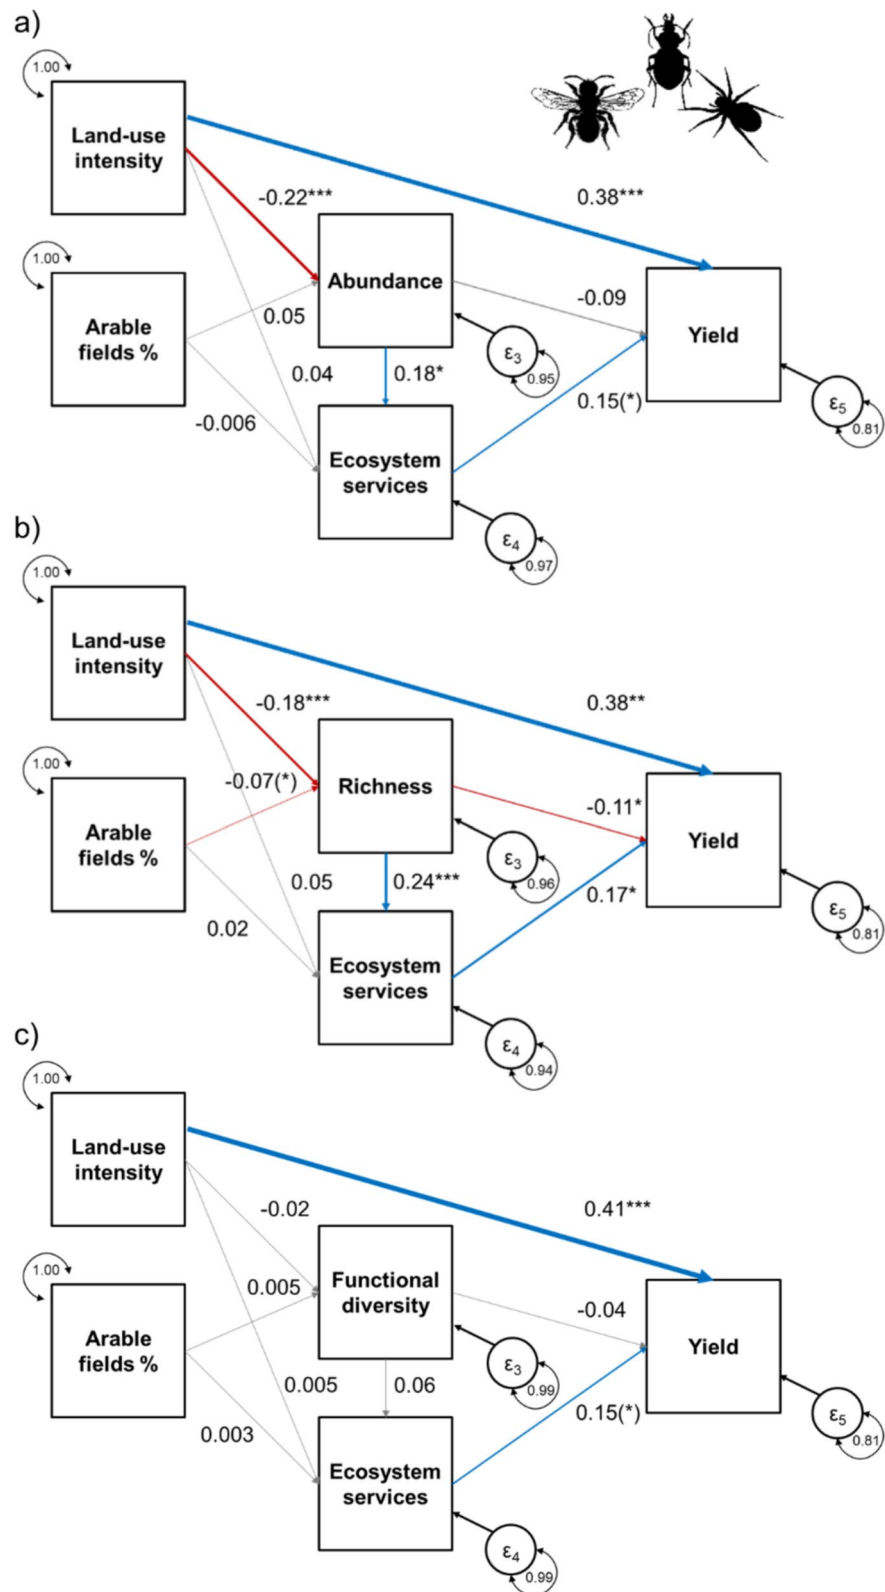 a)
1.00
Land-use
intensity
-0.22***
0.38***
1.00
Arable
fields %
Abundance
0.05
-0.09
Yield
ε3
0.95
0.04
0.18*
0.15(*)
ε5
0.81
-0.006
Ecosystem
services
ε4
0.97
b)
1.00
Land-use
intensity
-0.18***
0.38**
1.00
-0.07(*)
Richness
-0.11*
Arable
fields %
Yield
ε3
0.96
0.05
0.24***
0.17*
ε5
0.81
0.02
Ecosystem
services
ε4
0.94
c)
1.00
Land-use
intensity
-0.02
0.41***
1.00
0.005
Functional
diversity
-0.04
Arable
fields %
Yield
ε3
0.99
0.005
0.06
0.15(*)
ε5
0.81
0.003
Ecosystem
services
ε4
0.99